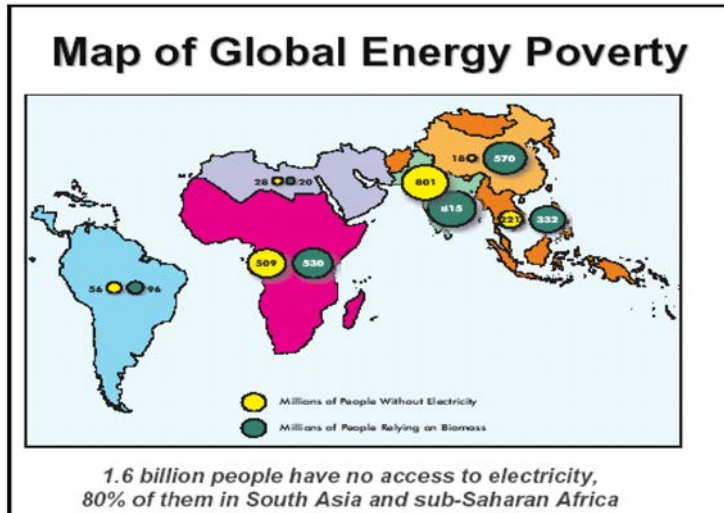 Map of Global Energy Poverty
18 570
801
28 20
815
221 332
509 530
56 96
Millions of People Without Electricity
Millions of People Relying on Biomass
1.6 billion people have no access to electricity,
80% of them in South Asia and sub-Saharan Africa